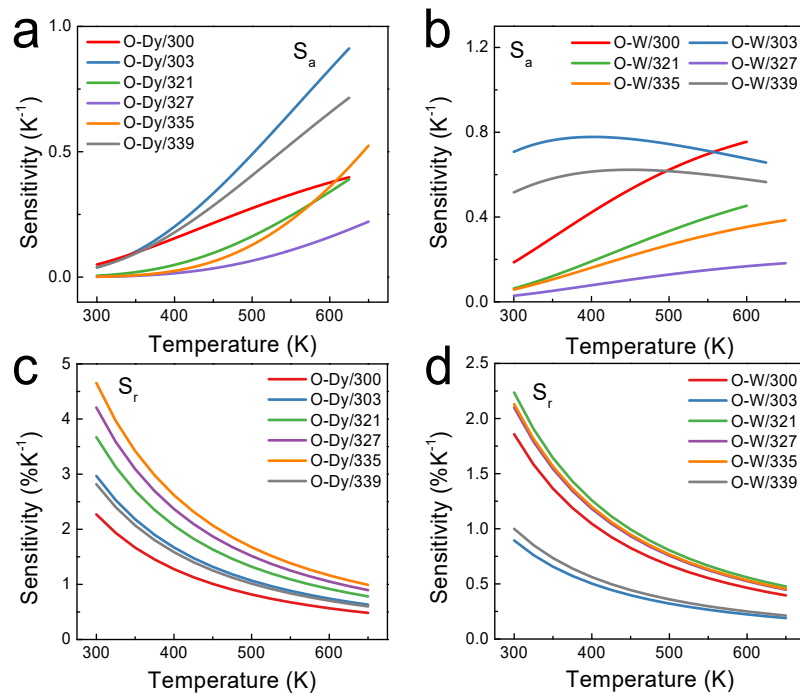 a
O-Dy/300
O-Dy/303
O-Dy/321
O-Dy/327
O-Dy/335
O-Dy/339
Sa
1.0
0.5
0.0
Sensitivity (K-1)
300 400 500 600
Temperature (K)
b
Sa
O-W/300 O-W/303
O-W/321 O-W/327
O-W/335 O-W/339
1.2
0.8
0.4
0.0
Sensitivity (K-1)
300 400 500 600
Temperature (K)
c
Sr
O-Dy/300
O-Dy/303
O-Dy/321
O-Dy/327
O-Dy/335
O-Dy/339
5
4
3
2
1
0
Sensitivity (%K-1)
300 400 500 600
Temperature (K)
d
Sr
O-W/300
O-W/303
O-W/321
O-W/327
O-W/335
O-W/339
2.5
2.0
1.5
1.0
0.5
0.0
Sensitivity (%K-1)
300 400 500 600
Temperature (K)